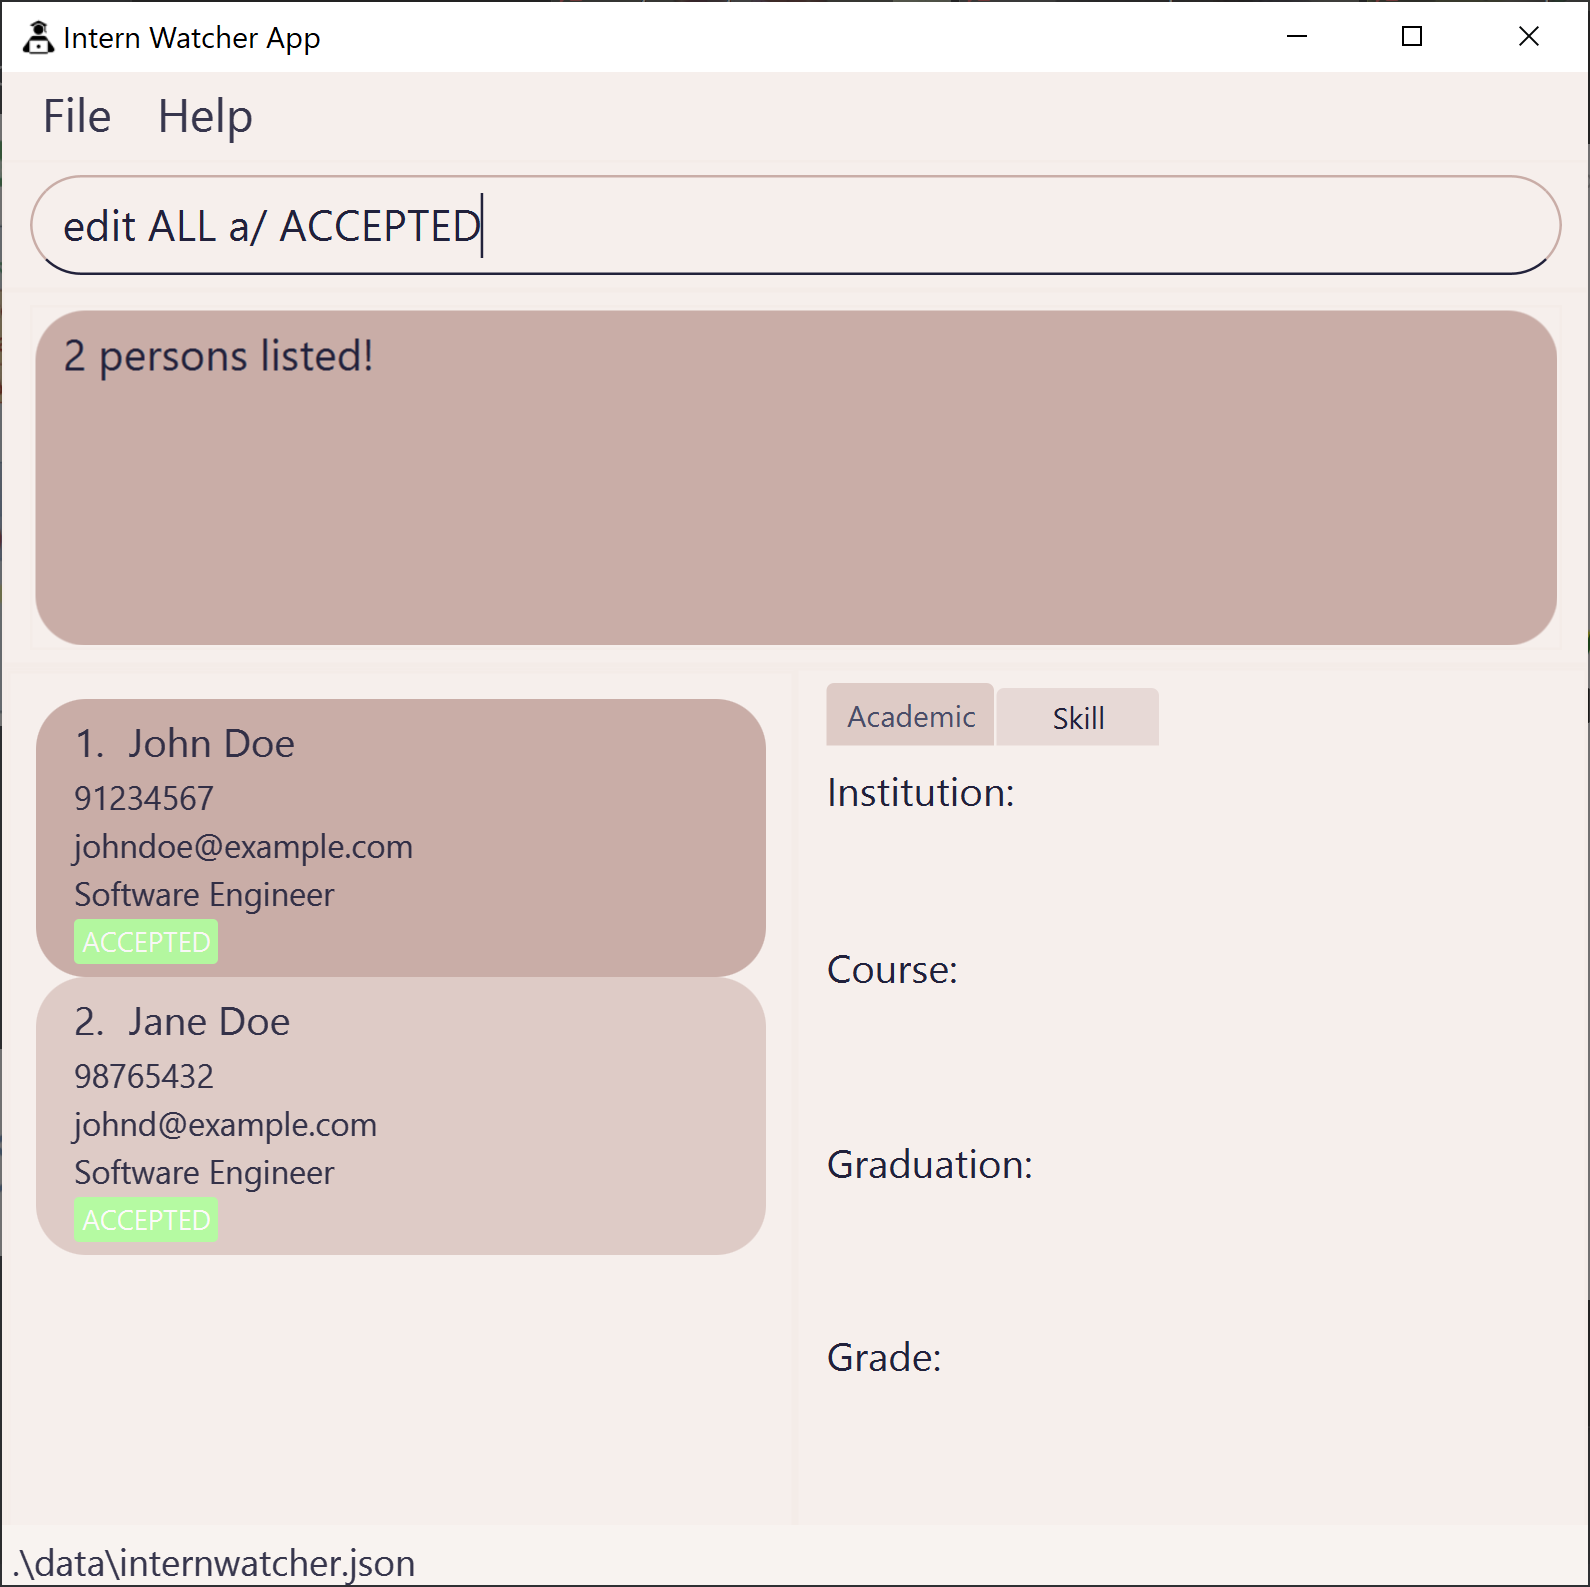 Intern Watcher App
File Help
edit ALL a/ ACCEPTED
2 persons listed!
1. John Doe
91234567
johndoe@example.com
Software Engineer
ACCEPTED
2. Jane Doe
98765432
johnd@example.com
Software Engineer
ACCEPTED
Academic Skill
Institution:
Course:
Graduation:
Grade:
.\data\internwatcher.json